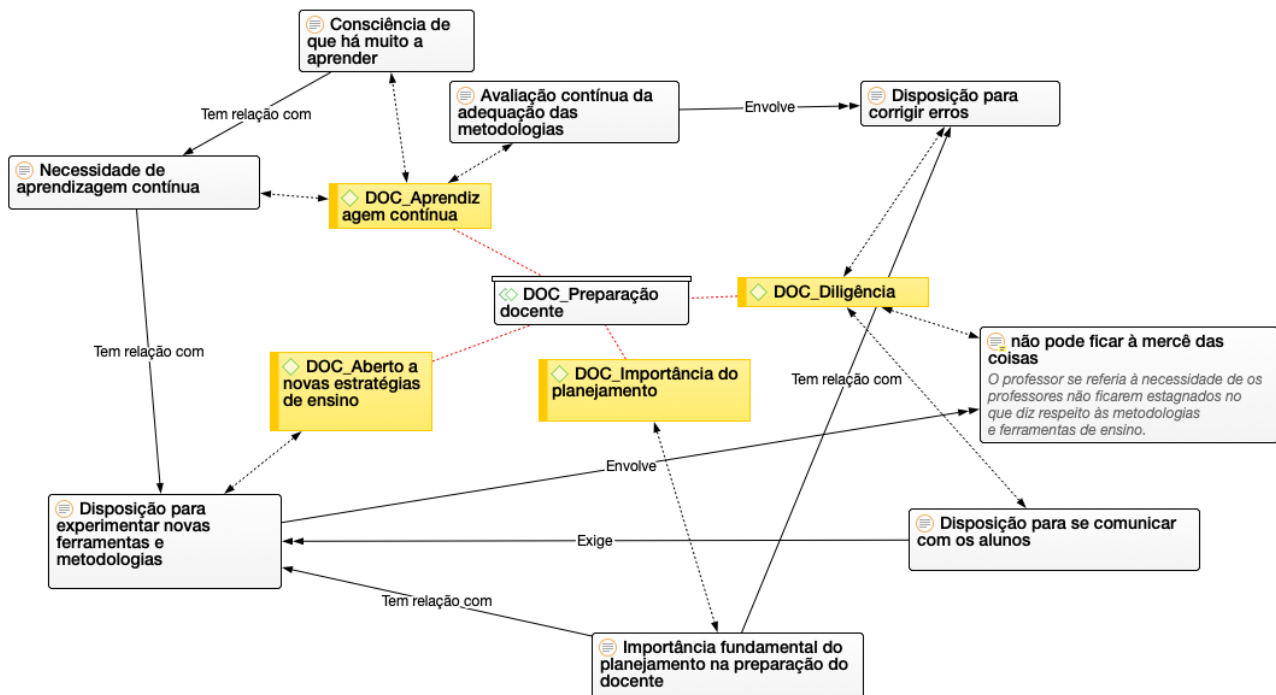 Consciência de
que há muito a
aprender
Tem relação com
Avaliação contínua da
adequação das
metodologias
Envolve
Disposição para
corrigir erros
Necessidade de
aprendizagem contínua
DOC_Aprendiz
agem contínua
DOC_Preparação
docente
DOC_Diligência
Tem relação com
DOC_Aberto a
novas estratégias
de ensino
DOC_Importância do
planejamento
Tem relação com
não pode ficar à mercê das
coisas
O professor se referia à necessidade de os
professores não ficarem estagnados no
que diz respeito às metodologias
e ferramentas de ensino.
Envolve
Disposição para
experimentar novas
ferramentas e
metodologias
Exige
Disposição para se comunicar
com os alunos
Tem relação com
Importância fundamental do
planejamento na preparação do
docente